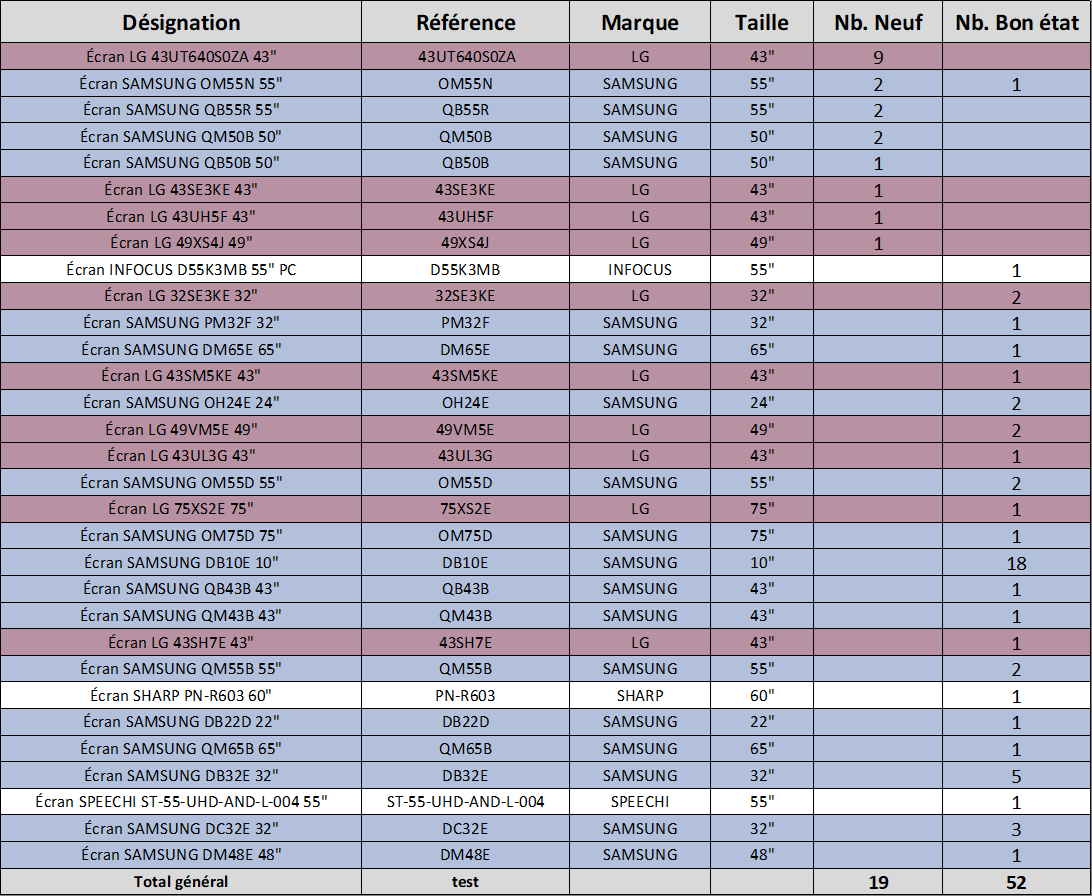 Désignation Référence Marque Taille Nb. Neuf Nb. Bon état
Écran LG 43UT640S0ZA 43" 43UT640S0ZA LG 43" 9
Écran SAMSUNG OM55N 55" OM55N SAMSUNG 55" 2 1
Écran SAMSUNG QB55R 55" QB55R SAMSUNG 55" 2
Écran SAMSUNG QM50B 50" QM50B SAMSUNG 50" 2
Écran SAMSUNG QB50B 50" QB50B SAMSUNG 50" 1
Écran LG 43SE3KE 43" 43SE3KE LG 43" 1
Écran LG 43UH5F 43" 43UH5F LG 43" 1
Écran LG 49XS4J 49" 49XS4J LG 49" 1
Écran INFOCUS D55K3MB 55" PC D55K3MB INFOCUS 55" 1
Écran LG 32SE3KE 32" 32SE3KE LG 32" 2
Écran SAMSUNG PM32F 32" PM32F SAMSUNG 32" 1
Écran SAMSUNG DM65E 65" DM65E SAMSUNG 65" 1
Écran LG 43SM5KE 43" 43SM5KE LG 43" 1
Écran SAMSUNG OH24E 24" OH24E SAMSUNG 24" 2
Écran LG 49VM5E 49" 49VM5E LG 49" 2
Écran LG 43UL3G 43" 43UL3G LG 43" 1
Écran SAMSUNG OM55D 55" OM55D SAMSUNG 55" 2
Écran LG 75XS2E 75" 75XS2E LG 75" 1
Écran SAMSUNG OM75D 75" OM75D SAMSUNG 75" 1
Écran SAMSUNG DB10E 10" DB10E SAMSUNG 10" 18
Écran SAMSUNG QB43B 43" QB43B SAMSUNG 43" 1
Écran SAMSUNG QM43B 43" QM43B SAMSUNG 43" 1
Écran LG 43SH7E 43" 43SH7E LG 43" 1
Écran SAMSUNG QM55B 55" QM55B SAMSUNG 55" 2
Écran SHARP PN-R603 60" PN-R603 SHARP 60" 1
Écran SAMSUNG DB22D 22" DB22D SAMSUNG 22" 1
Écran SAMSUNG QM65B 65" QM65B SAMSUNG 65" 1
Écran SAMSUNG DB32E 32" DB32E SAMSUNG 32" 5
Écran SPEECHI ST-55-UHD-AND-L-004 55" ST-55-UHD-AND-L-004 SPEECHI 55" 1
Écran SAMSUNG DC32E 32" DC32E SAMSUNG 32" 3
Écran SAMSUNG DM48E 48" DM48E SAMSUNG 48" 1
Total général test 19 52